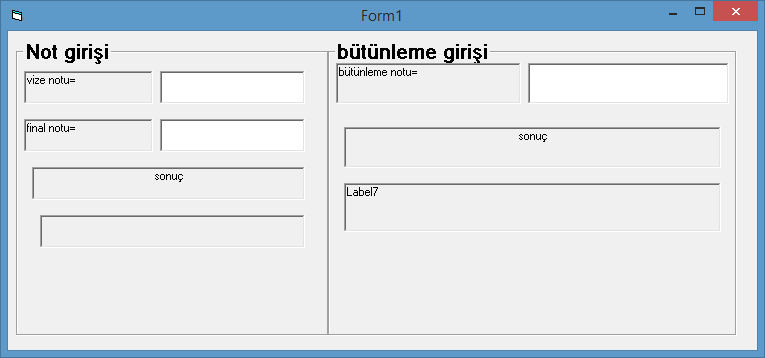 Form1
Not girişi
vize notu=
final notu=
sonuç
bütünleme girişi
bütünleme notu=
sonuç
Label7